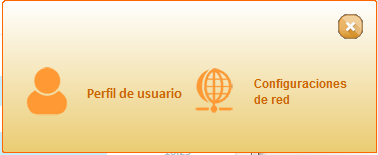 Perfil de usuario
Configuraciones
de red